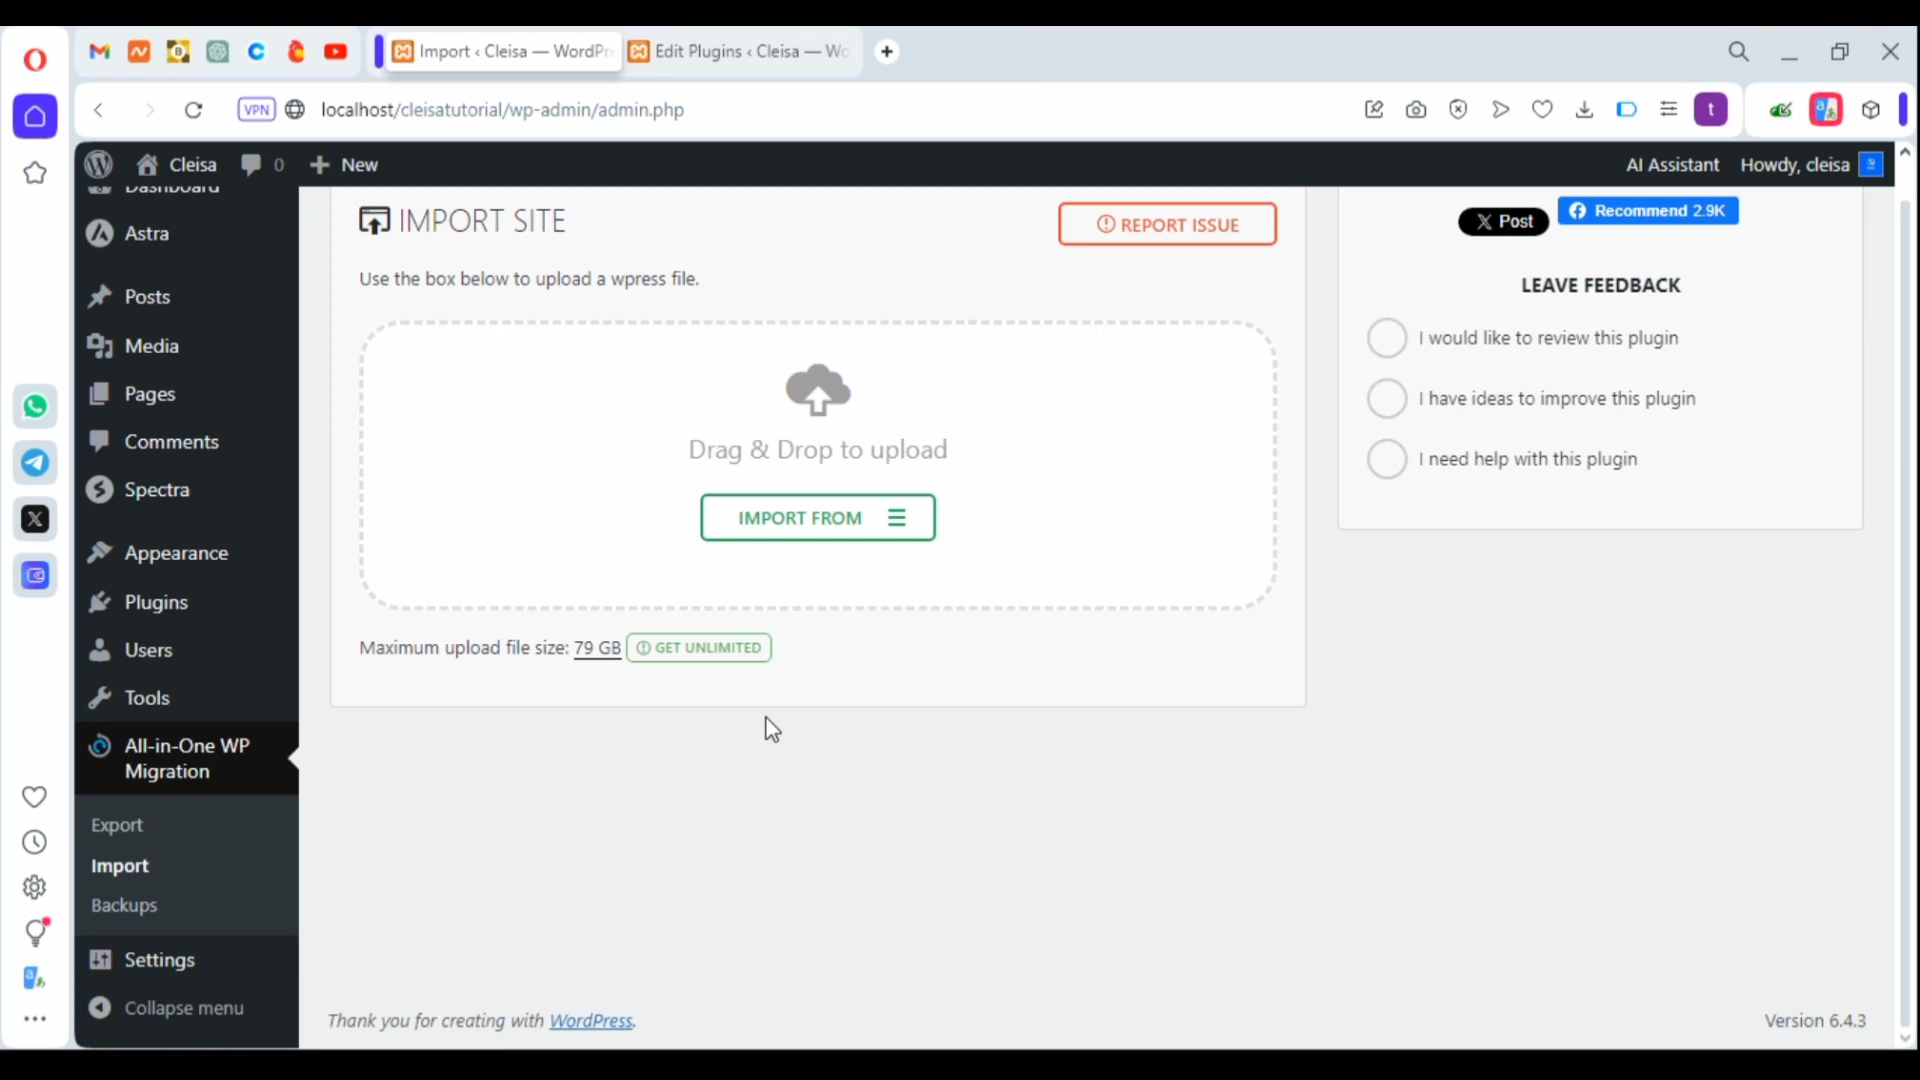 Import ‹ Cleisa — WordPr
Edit Plugins ‹ Cleisa — Wo
VPN
localhost/cleisatutorial/wp-admin/admin.php
t
Cleisa
0
New
AI Assistant
Howdy, cleisa
Dashboard
Astra
Posts
Media
Pages
Comments
Spectra
Appearance
Plugins
Users
Tools
All-in-One WP
Migration
Export
Import
Backups
Settings
Collapse menu
IMPORT SITE
REPORT ISSUE
Use the box below to upload a wpress file.
Drag & Drop to upload
IMPORT FROM
Maximum upload file size: 79 GB
GET UNLIMITED
X Post
Recommend 2.9K
LEAVE FEEDBACK
I would like to review this plugin
I have ideas to improve this plugin
I need help with this plugin
Thank you for creating with WordPress.
Version 6.4.3